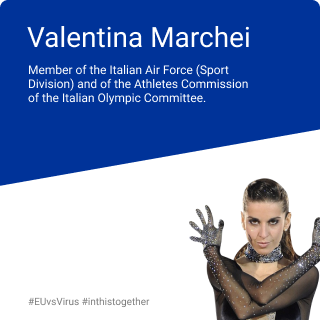 Valentina Marchei
Member of the Italian Air Force (Sport
Division) and of the Athletes Commission
of the Italian Olympic Committee.
#EUvsVirus #inthistogether